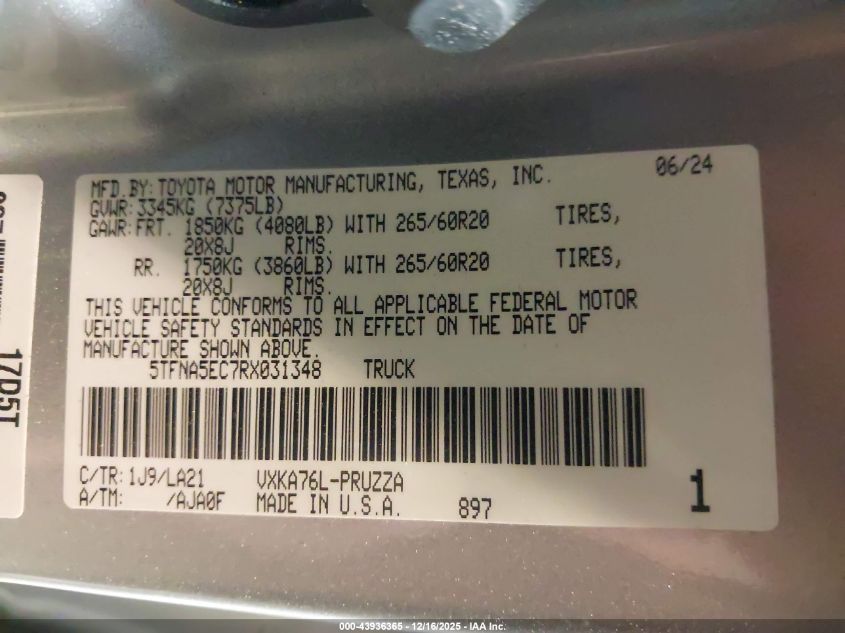 MFD.BY:TOYOTA MOTOR MANUFACTURING, TEXAS, INC. 06/24
GVWR:3345KG (7375LB)
GAWR:FRT. 1850KG (4080LB) WITH 265/60R20 TIRES,
20X8J RIMS.
RR. 1750KG (3860LB) WITH 265/60R20 TIRES,
20X8J RIMS.
THIS VEHICLE CONFORMS TO ALL APPLICABLE FEDERAL MOTOR
VEHICLE SAFETY STANDARDS IN EFFECT ON THE DATE OF
MANUFACTURE SHOWN ABOVE.
5TFNA5EC7RX031348 TRUCK
C/TR:1J9/LA21 VXKA76L-PRUZZA
A/TM: /AJA0F MADE IN U.S.A. 897 1
000-43936365 - 12/16/2025 - IAA Inc.